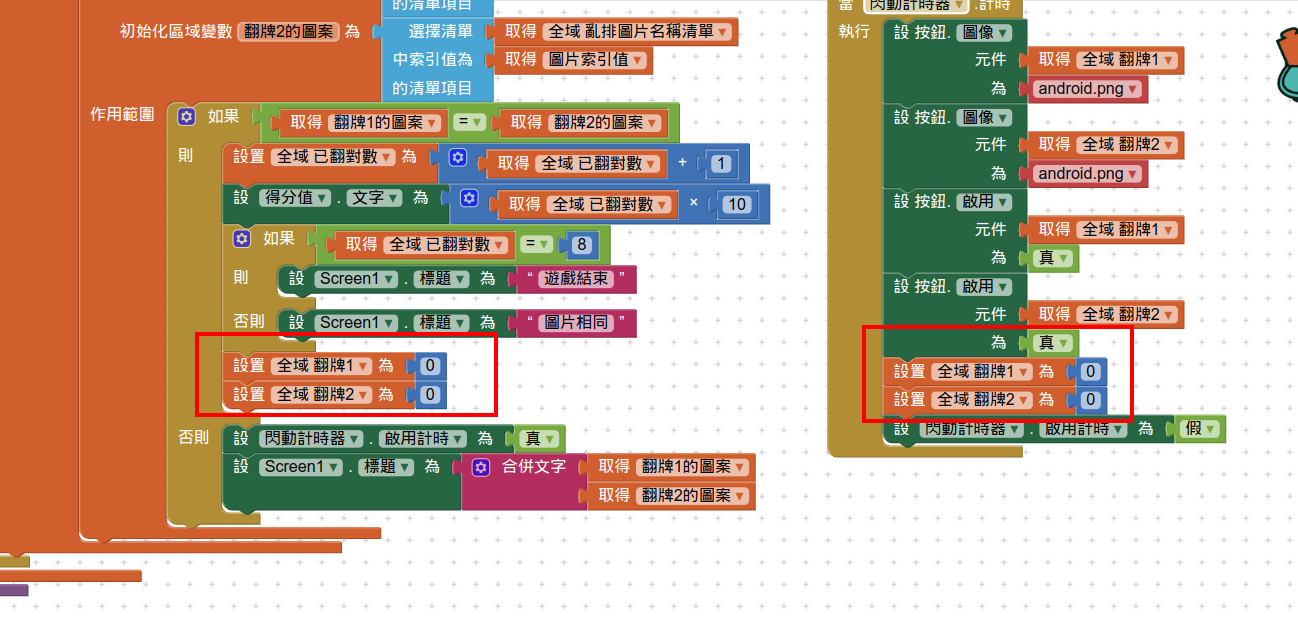 的清單項目
初始化區域變數 翻牌2的圖案 為 選擇清單 取得 全域 亂排圖片名稱清單
中索引值為 取得 圖片索引值
的清單項目
作用範圍 如果 取得 翻牌1的圖案 = 取得 翻牌2的圖案
則 設置 全域 已翻對數 為 取得 全域 已翻對數 + 1
設 得分值 . 文字 為 取得 全域 已翻對數 × 10
如果 取得 全域 已翻對數 = 8
則 設 Screen1 . 標題 為 “ 遊戲結束 ”
否則 設 Screen1 . 標題 為 “ 圖片相同 ”
設置 全域 翻牌1 為 0
設置 全域 翻牌2 為 0
否則 設 閃動計時器 . 啟用計時 為 真
設 Screen1 . 標題 為 合併文字 取得 翻牌1的圖案
取得 翻牌2的圖案
當 閃動計時器 .計時
執行 設 按鈕. 圖像
元件 取得 全域 翻牌1
為 android.png
設 按鈕. 圖像
元件 取得 全域 翻牌2
為 android.png
設 按鈕. 啟用
元件 取得 全域 翻牌1
為 真
設 按鈕. 啟用
元件 取得 全域 翻牌2
為 真
設置 全域 翻牌1 為 0
設置 全域 翻牌2 為 0
設 閃動計時器 . 啟用計時 為 假